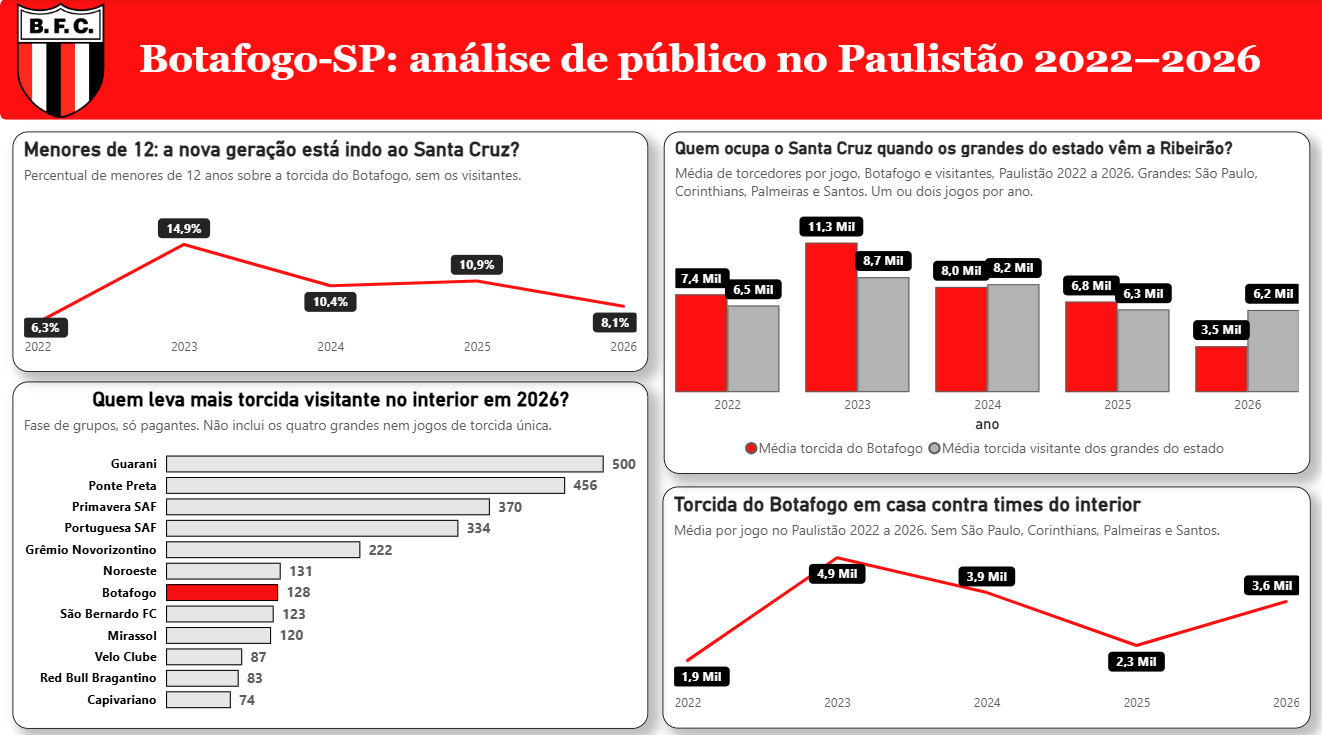 B. F. C.
Botafogo-SP: análise de público no Paulistão 2022–2026
Menores de 12: a nova geração está indo ao Santa Cruz?
Percentual de menores de 12 anos sobre a torcida do Botafogo, sem os visitantes.
14,9%
10,9%
10,4%
8,1%
6,3%
2022 2023 2024 2025 2026
Quem leva mais torcida visitante no interior em 2026?
Fase de grupos, só pagantes. Não inclui os quatro grandes nem jogos de torcida única.
Guarani 500
Ponte Preta 456
Primavera SAF 370
Portuguesa SAF 334
Grêmio Novorizontino 222
Noroeste 131
Botafogo 128
São Bernardo FC 123
Mirassol 120
Velo Clube 87
Red Bull Bragantino 83
Capivariano 74
Quem ocupa o Santa Cruz quando os grandes do estado vêm a Ribeirão?
Média de torcedores por jogo, Botafogo e visitantes, Paulistão 2022 a 2026. Grandes: São Paulo,
Corinthians, Palmeiras e Santos. Um ou dois jogos por ano.
7,4 Mil 6,5 Mil
11,3 Mil 8,7 Mil
8,0 Mil 8,2 Mil
6,8 Mil 6,3 Mil
3,5 Mil 6,2 Mil
2022 2023 2024 2025 2026
ano
Média torcida do Botafogo Média torcida visitante dos grandes do estado
Torcida do Botafogo em casa contra times do interior
Média por jogo no Paulistão 2022 a 2026. Sem São Paulo, Corinthians, Palmeiras e Santos.
1,9 Mil
4,9 Mil
3,9 Mil
2,3 Mil
3,6 Mil
2022 2023 2024 2025 2026